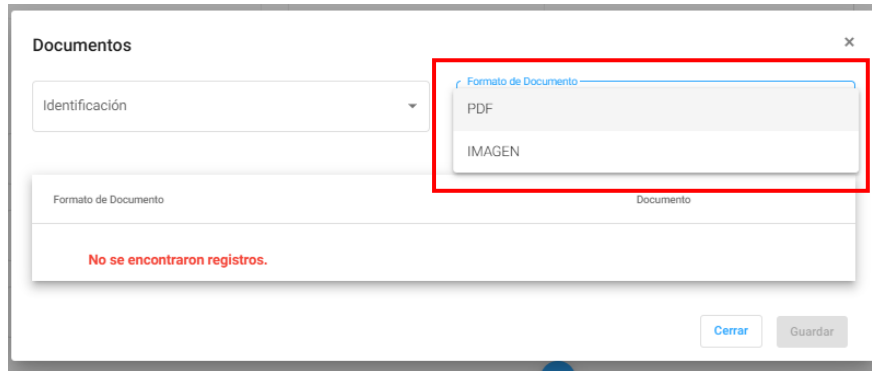 Documentos
×
Identificación
Formato de Documento
PDF
IMAGEN
Formato de Documento
Documento
No se encontraron registros.
Cerrar
Guardar